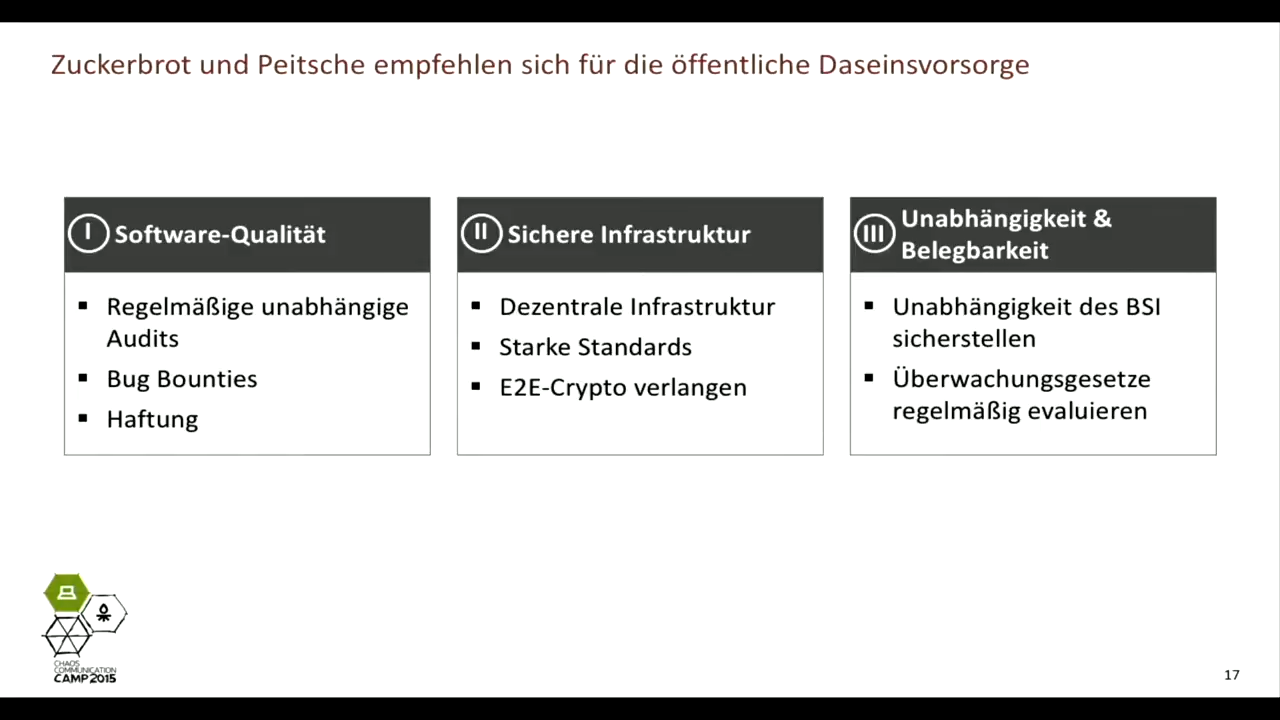 Zuckerbrot und Peitsche empfehlen sich für die öffentliche Daseinsvorsorge
I Software-Qualität
▪ Regelmäßige unabhängige
Audits
▪ Bug Bounties
▪ Haftung
II Sichere Infrastruktur
▪ Dezentrale Infrastruktur
▪ Starke Standards
▪ E2E-Crypto verlangen
III Unabhängigkeit &
Belegbarkeit
▪ Unabhängigkeit des BSI
sicherstellen
▪ Überwachungsgesetze
regelmäßig evaluieren
CHAOS
COMMUNICATION
CAMP 2015
17